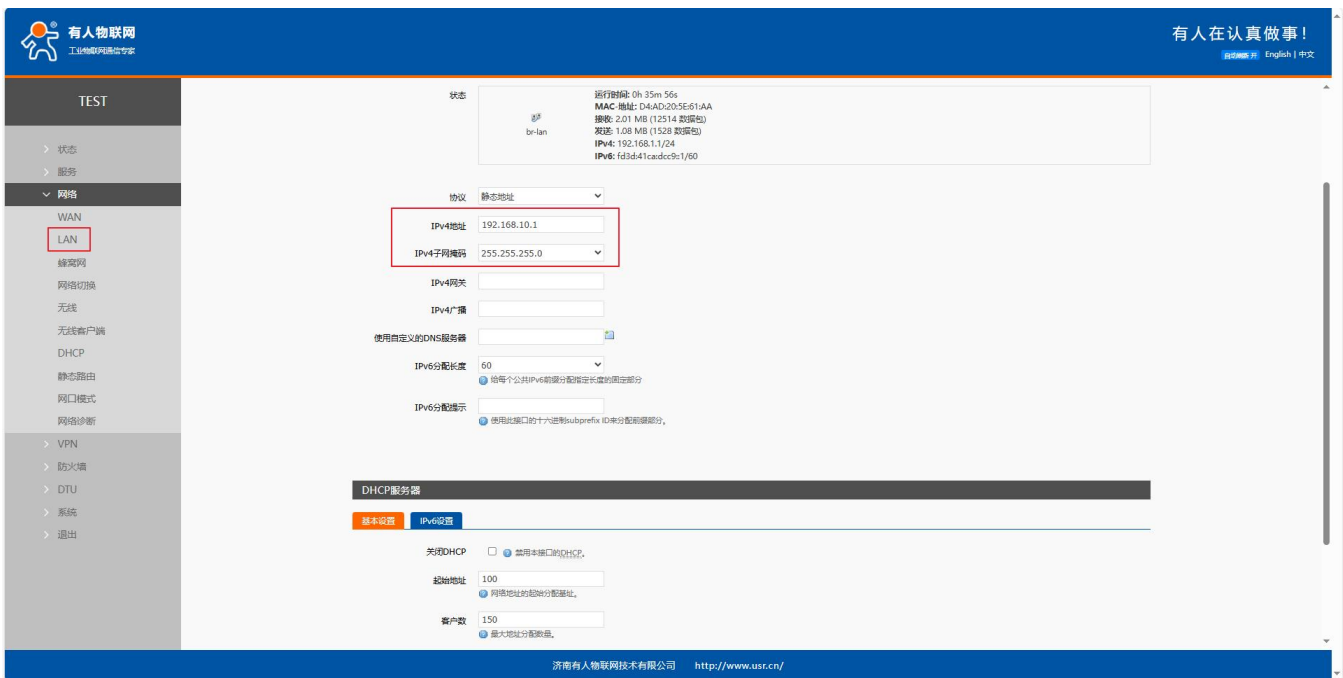 有人物联网
工业物联网通信专家
有人在认真做事!
自动刷新 开 English | 中文
TEST
状态
服务
网络
WAN
LAN
蜂窝网
网络切换
无线
无线客户端
DHCP
静态路由
网口模式
网络诊断
VPN
防火墙
DTU
系统
退出
状态
br-lan
运行时间: 0h 35m 56s
MAC-地址: D4:AD:20:5E:61:AA
接收: 2.01 MB (12514 数据包)
发送: 1.08 MB (1528 数据包)
IPv4: 192.168.1.1/24
IPv6: fd3d:41ca:dcc9::1/60
协议 静态地址
IPv4地址 192.168.10.1
IPv4子网掩码 255.255.255.0
IPv4网关
IPv4广播
使用自定义的DNS服务器
IPv6分配长度 60
给每个公共IPv6前缀分配指定长度的固定部分
IPv6分配提示
使用此接口的十六进制subprefix ID来分配前缀部分。
DHCP服务器
基本设置 IPv6设置
关闭DHCP 禁用本接口的DHCP。
起始地址 100
网络地址的起始分配基址。
客户数 150
最大地址分配数量。
济南有人物联网技术有限公司 http://www.usr.cn/